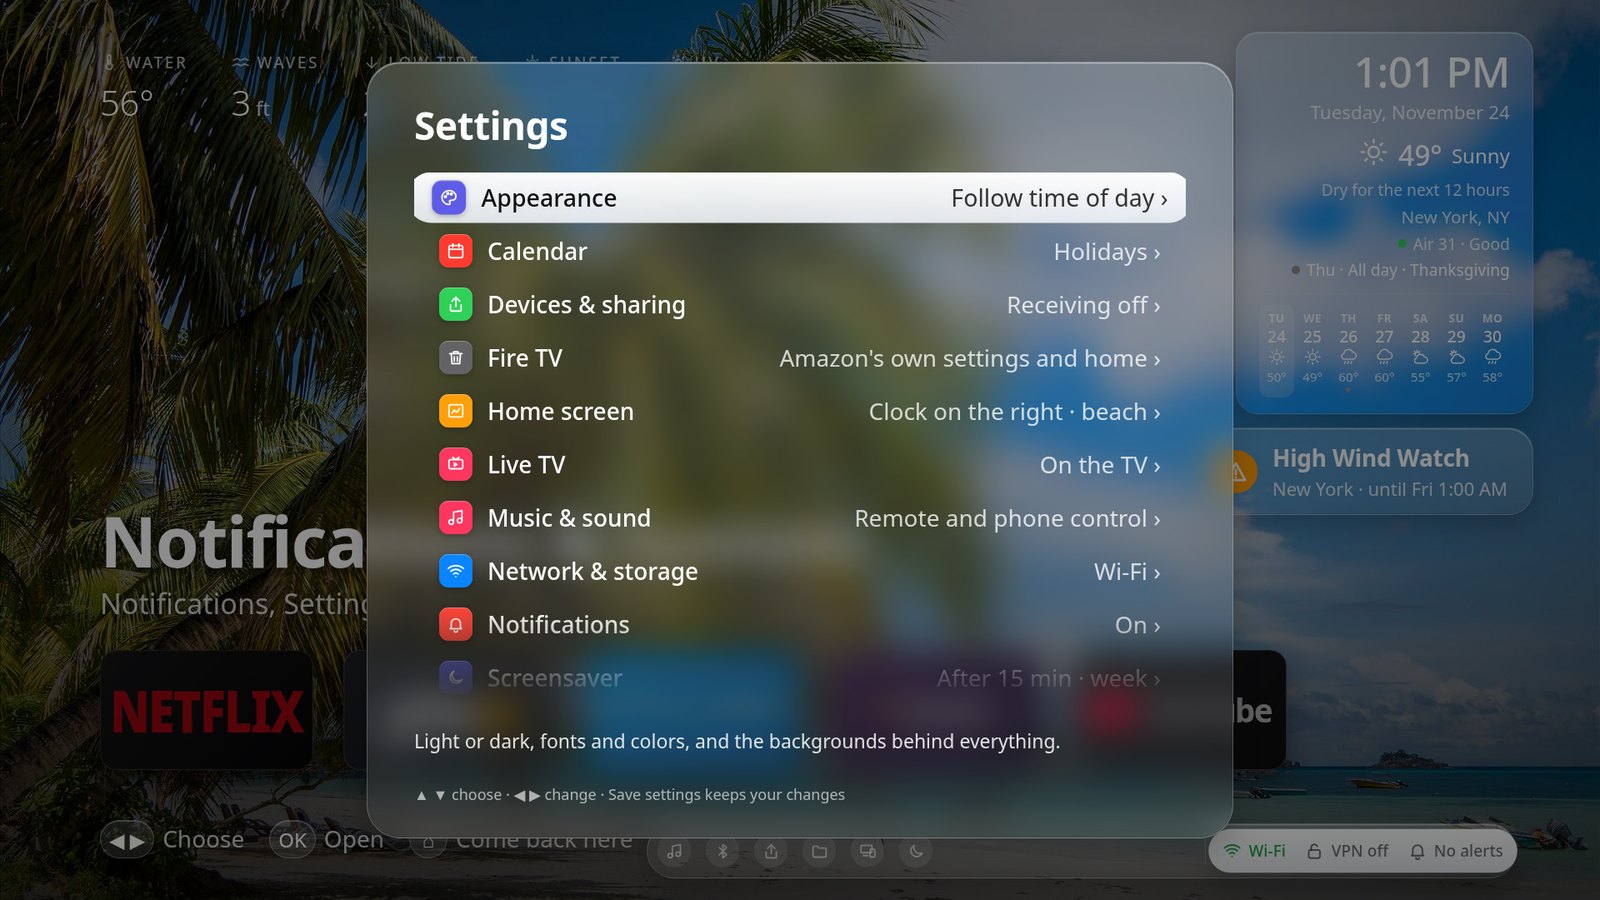 WATER
WAVES
LOW TIDE
SUNSET
UV
56°
3 ft
1:01 PM
Tuesday, November 24
49° Sunny
Dry for the next 12 hours
New York, NY
Air 31 · Good
Thu · All day · Thanksgiving
TU WE TH FR SA SU MO
24 25 26 27 28 29 30
50° 49° 60° 60° 55° 57° 58°
High Wind Watch
New York · until Fri 1:00 AM
Settings
Appearance Follow time of day ›
Calendar Holidays ›
Devices & sharing Receiving off ›
Fire TV Amazon's own settings and home ›
Home screen Clock on the right · beach ›
Live TV On the TV ›
Music & sound Remote and phone control ›
Network & storage Wi-Fi ›
Notifications On ›
Screensaver After 15 min · week ›
Light or dark, fonts and colors, and the backgrounds behind everything.
▲ ▼ choose · ◀ ▶ change · Save settings keeps your changes
Notifica
Notifications, Setting
NETFLIX
be
◀ ▶ Choose OK Open Come back here
Wi-Fi VPN off No alerts